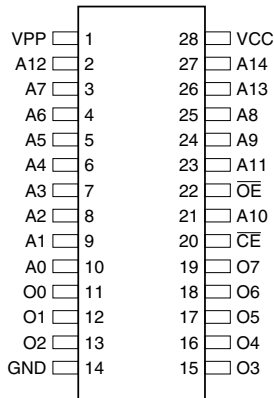 VPP 1 28 VCC
A12 2 27 A14
A7 3 26 A13
A6 4 25 A8
A5 5 24 A9
A4 6 23 A11
A3 7 22 O̅E̅
A2 8 21 A10
A1 9 20 C̅E̅
A0 10 19 O7
O0 11 18 O6
O1 12 17 O5
O2 13 16 O4
GND 14 15 O3